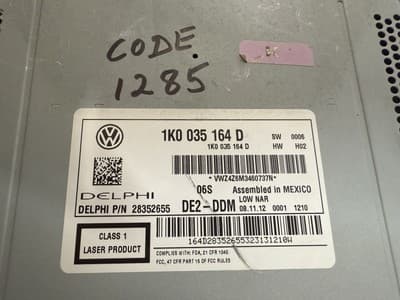 CODE.
1285
OK
1K0 035 164 D SW 0006
1K0 035 164 D HW H02
*VWZ4Z6M3460737N*
DELPHI 06S Assembled in MEXICO
LOW NAR
DELPHI P/N 28352655 DE2-DDM 08.11.12 0001 1210
CLASS 1
LASER PRODUCT
164D28352655323131210W
COMPLIES WITH: FDA, 21 CFR 1040
FCC, 47 CFR PART 15 OF FCC RULES